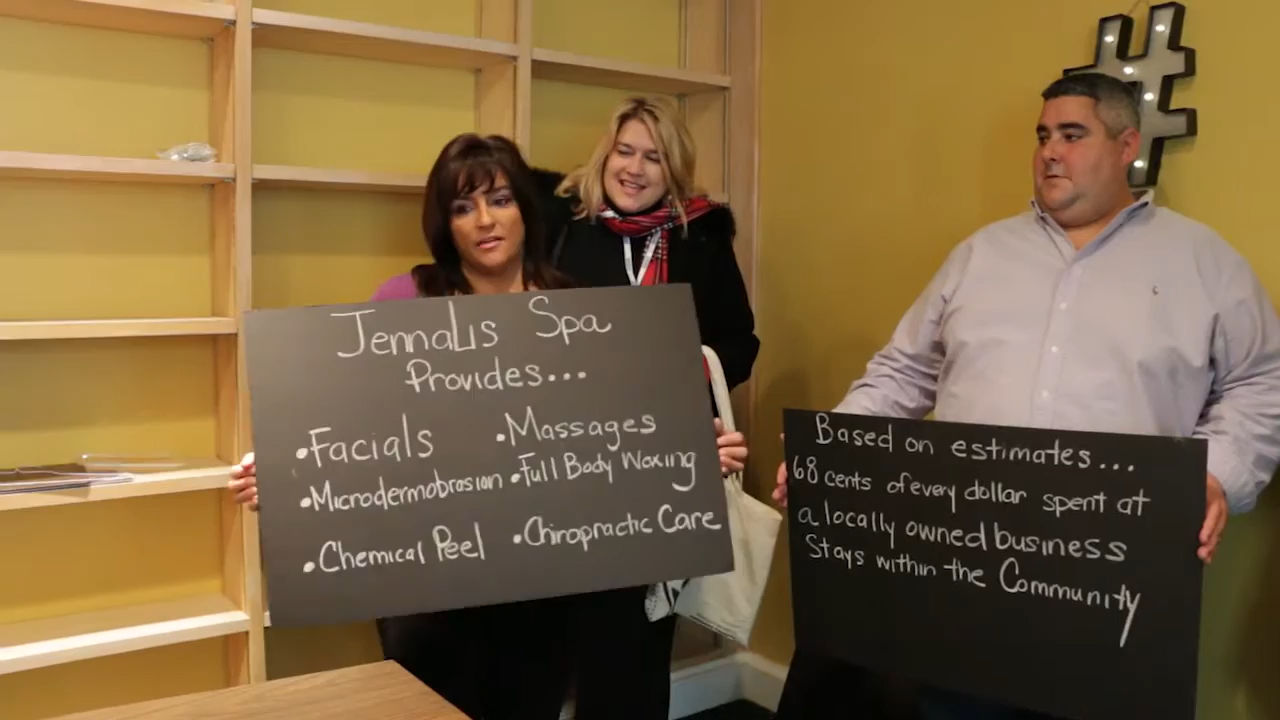 #
JennaLis Spa
Provides...
•Facials •Massages
•Microdermobrasion •Full Body Waxing
•Chemical Peel •Chiropractic Care
Based on estimates...
68 cents of every dollar spent at
a locally owned business
Stays within the Community